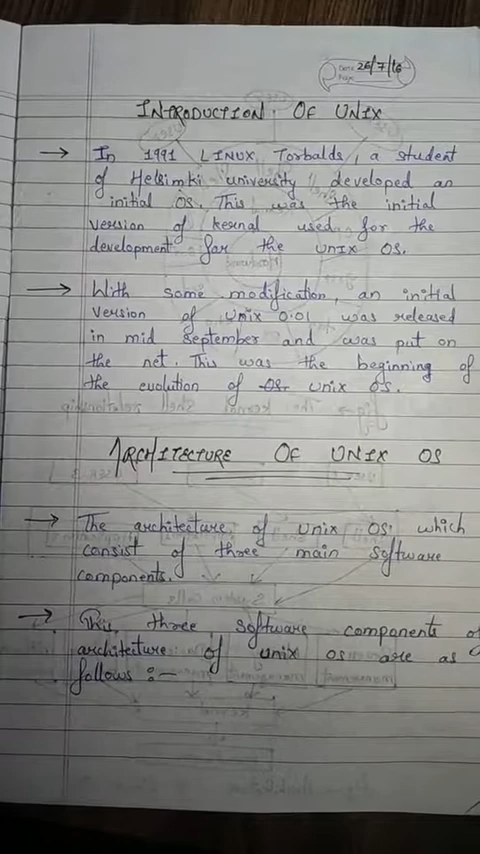 Date 26/7/16
Page
INTRODUCTION OF UNIX
→ In 1991 LINUX Torbalds, a student
of Helsimki university developed an
initial OS. This was the initial
version of kernal used for the
development for the UNIX OS.
→ With some modification, an initial
version of Unix 0.01 was released
in mid september and was put on
the net. This was the beginning of
the evolution of OS. Unix OS.
ARCHITECTURE OF UNIX OS
→ The architecture of Unix OS. which
consist of three main software
components.
→ This three software components of
architecture of Unix OS are as
follows :-